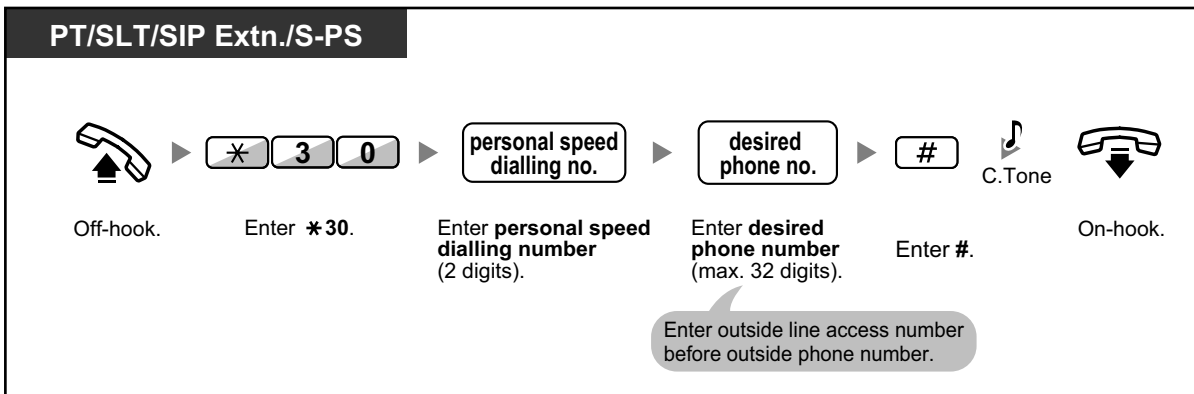 PT/SLT/SIP Extn./S-PS
✳ 3 0
personal speed
dialling no.
desired
phone no.
#
C.Tone
Off-hook.
Enter ✳30.
Enter personal speed
dialling number
(2 digits).
Enter desired
phone number
(max. 32 digits).
Enter #.
On-hook.
Enter outside line access number
before outside phone number.